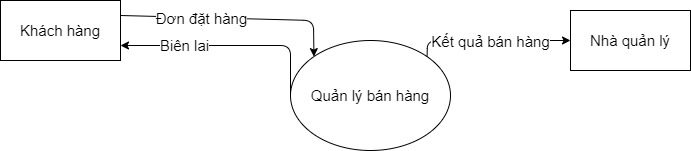 Khách hàng
Đơn đặt hàng
Biên lai
Quản lý bán hàng
Kết quả bán hàng
Nhà quản lý